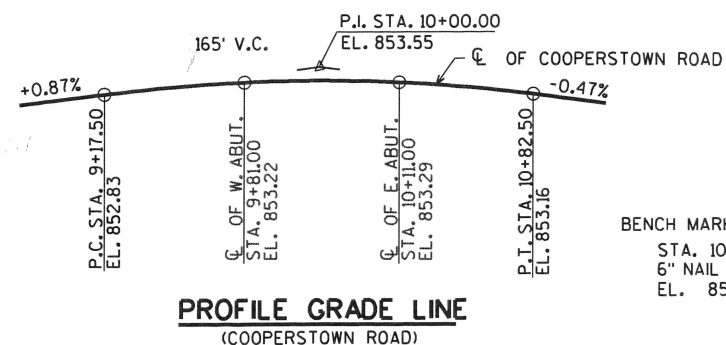 P.I. STA. 10+00.00
EL. 853.55
165' V.C.
℄ OF COOPERSTOWN ROAD
+0.87%
-0.47%
P.C. STA. 9+17.50
EL. 852.83
℄ OF W. ABUT.
STA. 9+81.00
EL. 853.22
℄ OF E. ABUT.
STA. 10+11.00
EL. 853.29
P.T. STA. 10+82.50
EL. 853.16
BENCH MARK
STA. 10
6" NAIL
EL. 85
PROFILE GRADE LINE
(COOPERSTOWN ROAD)